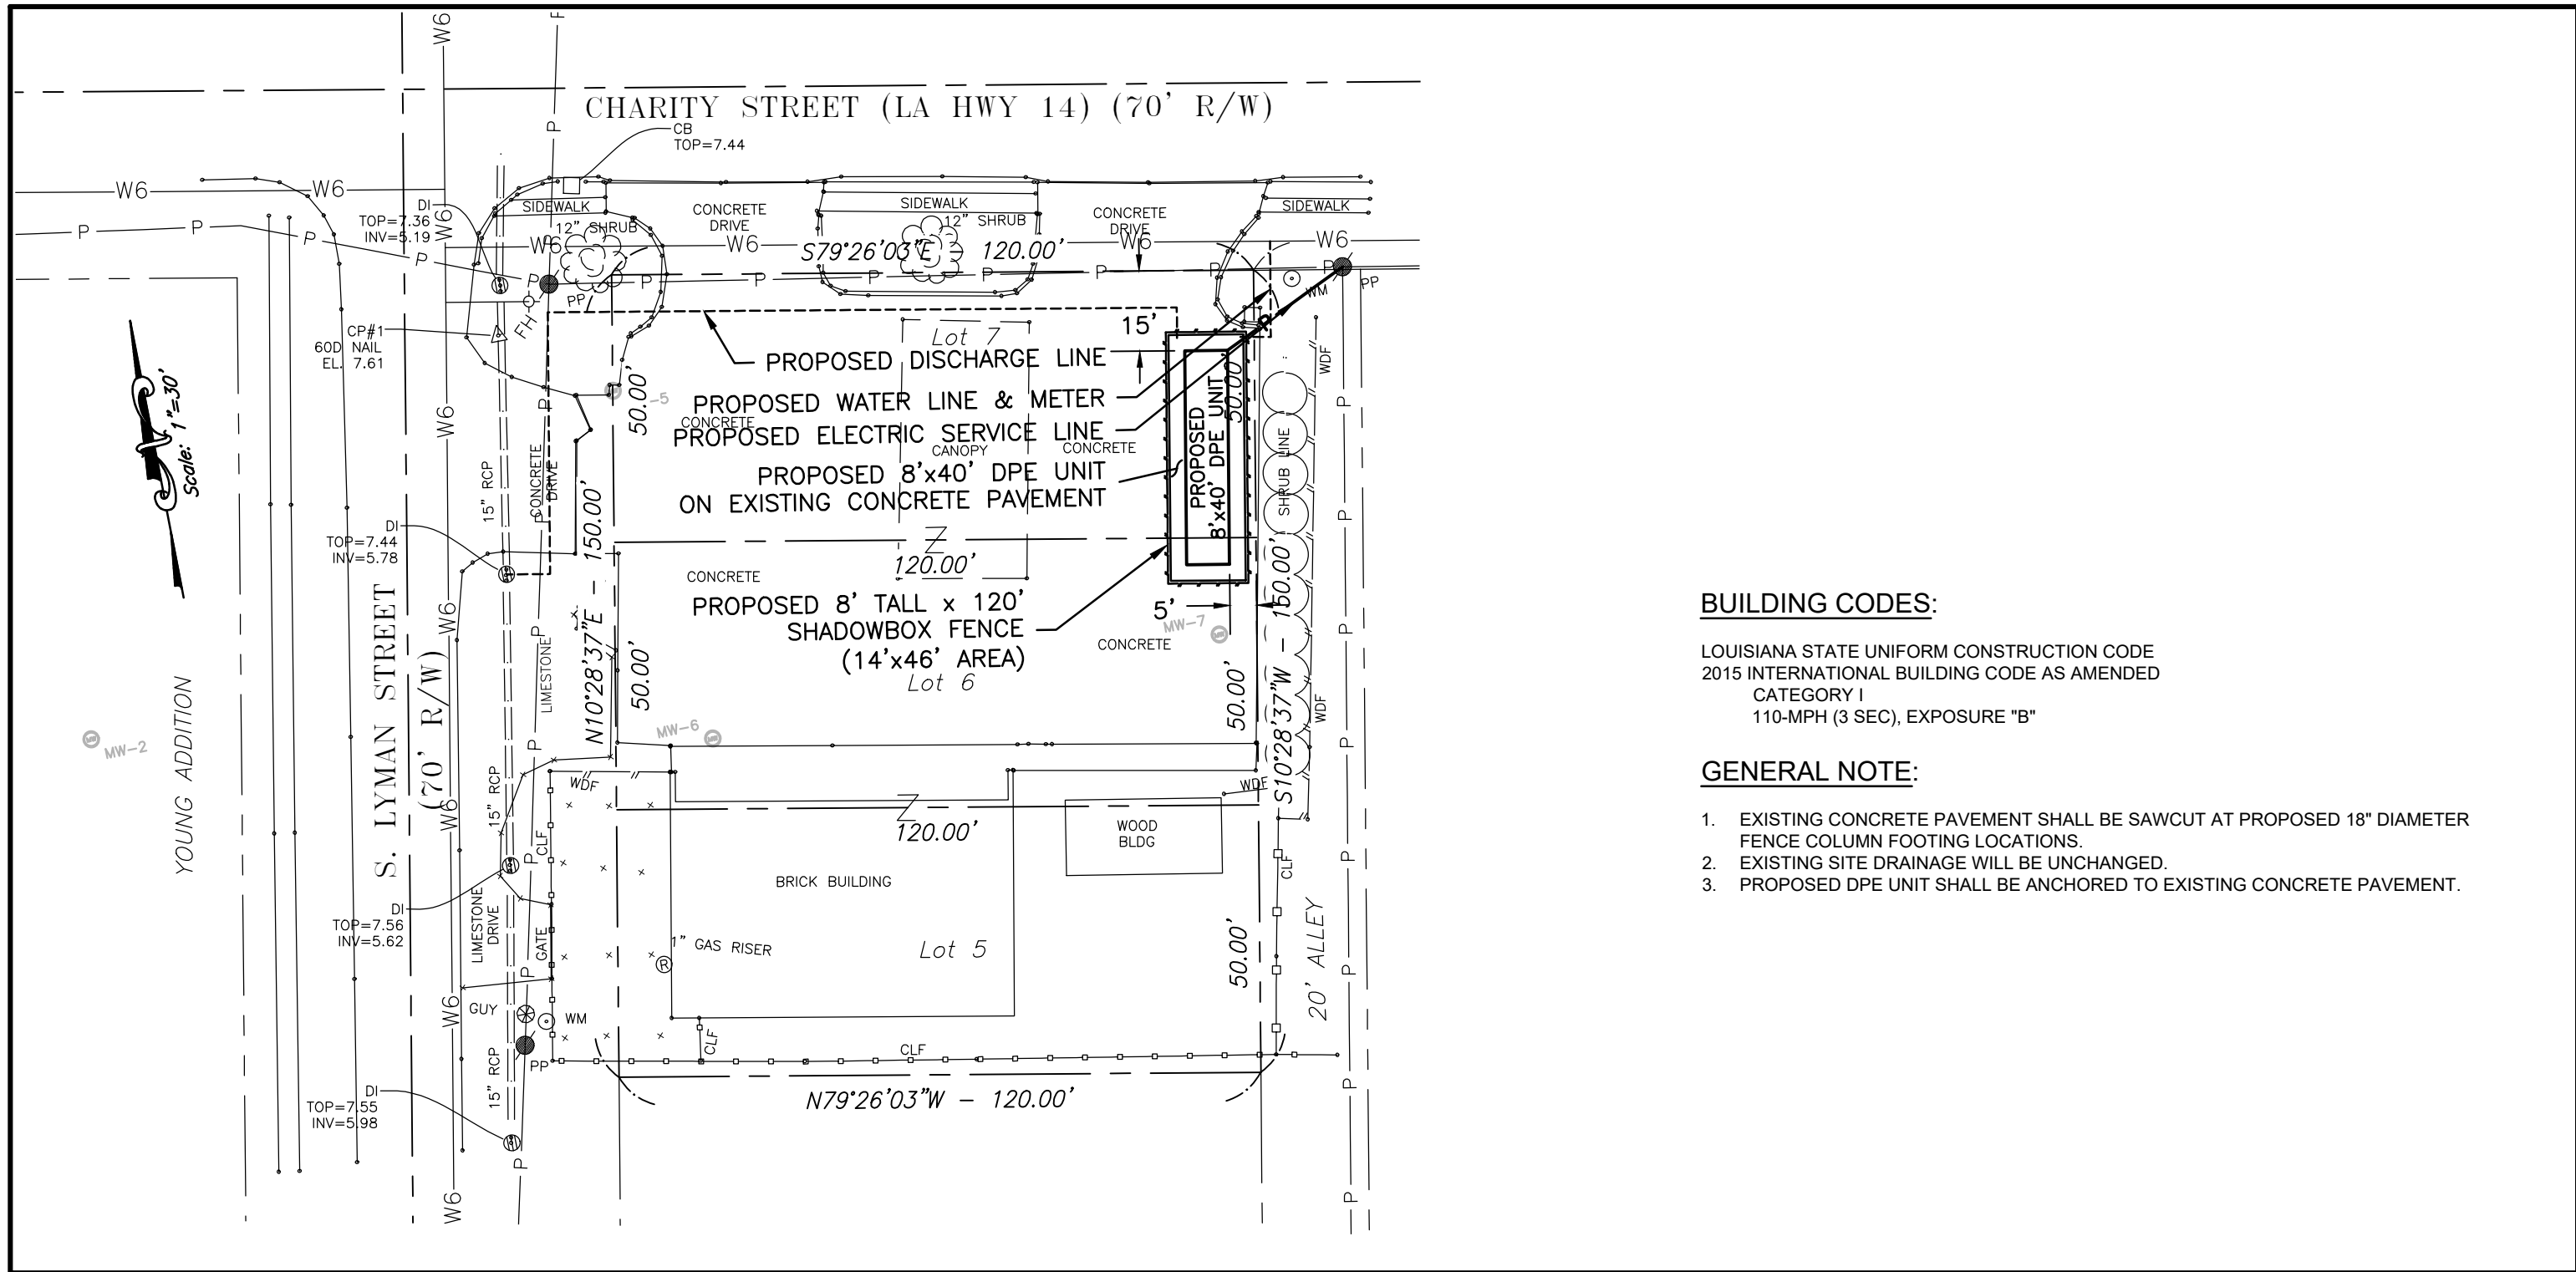 CHARITY STREET (LA HWY 14) (70' R/W)
CB
TOP=7.44
W6
W6
W6
W6
DI
TOP=7.36
INV=5.19
SIDEWALK
12" SHRUB
CONCRETE
DRIVE
SIDEWALK
12" SHRUB
CONCRETE
DRIVE
SIDEWALK
W6
W6
W6
W6
S79°26'03"E 120.00'
P
P
P
P
P
P
P
P
P
P
P
P
PP
FH
WM
PP
CP#1
60D NAIL
EL. 7.61
Scale: 1"=30'
Lot 7
15'
PROPOSED DISCHARGE LINE
PROPOSED WATER LINE & METER
CONCRETE
PROPOSED ELECTRIC SERVICE LINE
CANOPY
CONCRETE
PROPOSED 8'x40' DPE UNIT
ON EXISTING CONCRETE PAVEMENT
PROPOSED
8'x40' DPE UNIT
50.00'
50.00'
-5
WDF
SHRUB LINE
15" RCP
CONCRETE
DRIVE
W6
P
DI
TOP=7.44
INV=5.78
N10°28'37"E - 150.00'
120.00'
CONCRETE
PROPOSED 8' TALL x 120'
SHADOWBOX FENCE
(14'x46' AREA)
Lot 6
5'
MW-7
CONCRETE
S10°28'37"W - 150.00'
50.00'
50.00'
WDF
LIMESTONE
W6
S. LYMAN STREET
(70' R/W)
YOUNG ADDITION
MW-2
MW-6
WDF
WDF
15" RCP
W6
CLF
120.00'
WOOD
BLDG
BRICK BUILDING
CLF
DI
TOP=7.56
INV=5.62
LIMESTONE
DRIVE
GATE
1" GAS RISER
R
Lot 5
50.00'
20' ALLEY
W6
GUY
WM
PP
CLF
CLF
15" RCP
DI
TOP=7.55
INV=5.98
N79°26'03"W - 120.00'
P
W6
P
BUILDING CODES:
LOUISIANA STATE UNIFORM CONSTRUCTION CODE
2015 INTERNATIONAL BUILDING CODE AS AMENDED
CATEGORY I
110-MPH (3 SEC), EXPOSURE "B"
GENERAL NOTE:
1. EXISTING CONCRETE PAVEMENT SHALL BE SAWCUT AT PROPOSED 18" DIAMETER
FENCE COLUMN FOOTING LOCATIONS.
2. EXISTING SITE DRAINAGE WILL BE UNCHANGED.
3. PROPOSED DPE UNIT SHALL BE ANCHORED TO EXISTING CONCRETE PAVEMENT.